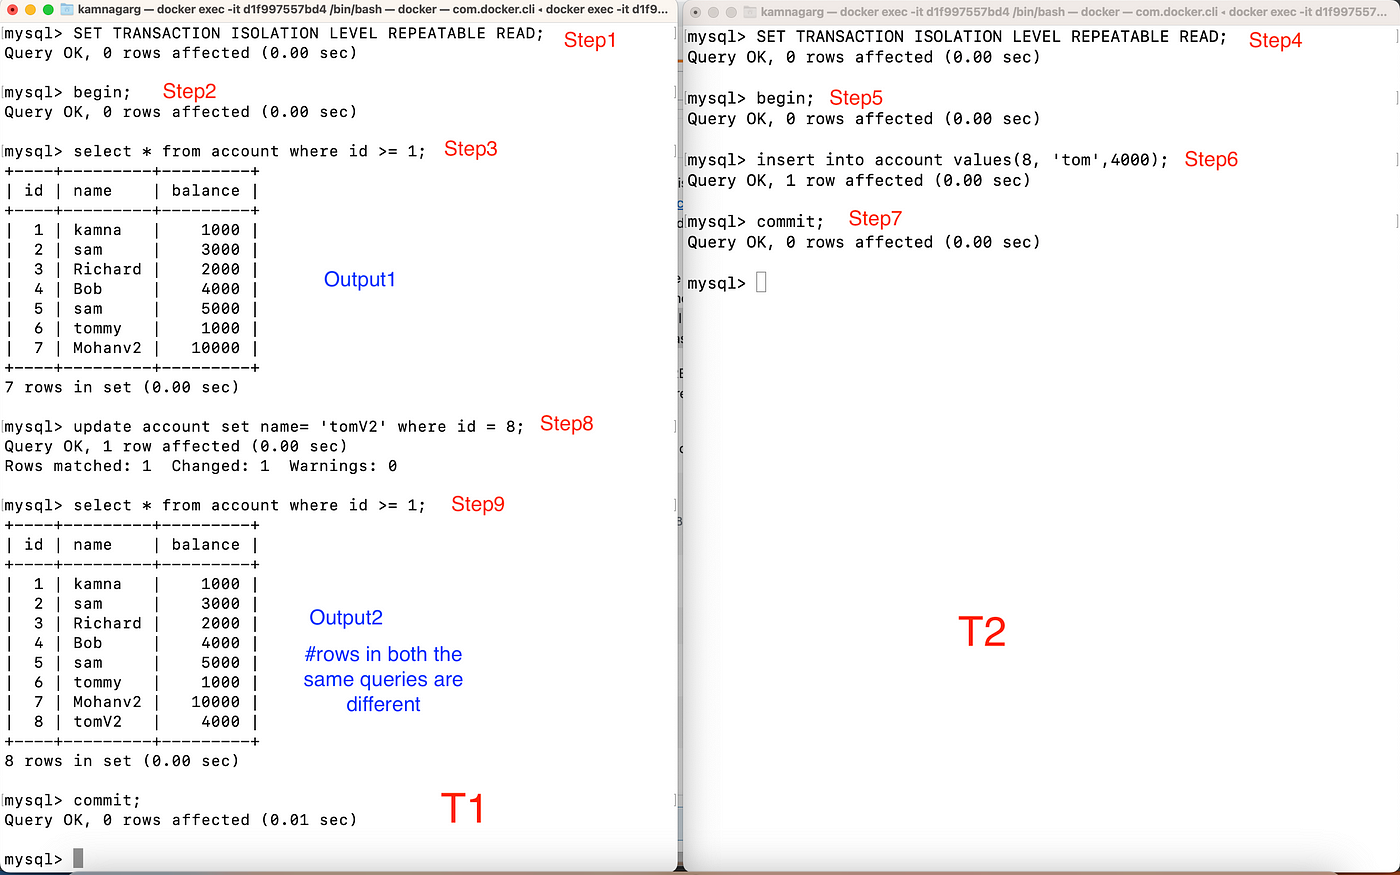 kamnagarg — docker exec -it d1f997557bd4 /bin/bash — docker — com.docker.cli ◂ docker exec -it d1f9...
mysql> SET TRANSACTION ISOLATION LEVEL REPEATABLE READ; Step1
Query OK, 0 rows affected (0.00 sec)
mysql> begin; Step2
Query OK, 0 rows affected (0.00 sec)
mysql> select * from account where id >= 1; Step3
+----+---------+---------+
| id | name    | balance |
+----+---------+---------+
|  1 | kamna   |    1000 |
|  2 | sam     |    3000 |
|  3 | Richard |    2000 |
|  4 | Bob     |    4000 |
|  5 | sam     |    5000 |
|  6 | tommy   |    1000 |
|  7 | Mohanv2 |   10000 |
+----+---------+---------+
Output1
7 rows in set (0.00 sec)
mysql> update account set name= 'tomV2' where id = 8; Step8
Query OK, 1 row affected (0.00 sec)
Rows matched: 1  Changed: 1  Warnings: 0
mysql> select * from account where id >= 1; Step9
+----+---------+---------+
| id | name    | balance |
+----+---------+---------+
|  1 | kamna   |    1000 |
|  2 | sam     |    3000 |
|  3 | Richard |    2000 |
|  4 | Bob     |    4000 |
|  5 | sam     |    5000 |
|  6 | tommy   |    1000 |
|  7 | Mohanv2 |   10000 |
|  8 | tomV2   |    4000 |
+----+---------+---------+
Output2
#rows in both the
same queries are
different
8 rows in set (0.00 sec)
mysql> commit;
Query OK, 0 rows affected (0.01 sec)
T1
mysql>
kamnagarg — docker exec -it d1f997557bd4 /bin/bash — docker — com.docker.cli ◂ docker exec -it d1f997557...
mysql> SET TRANSACTION ISOLATION LEVEL REPEATABLE READ; Step4
Query OK, 0 rows affected (0.00 sec)
mysql> begin; Step5
Query OK, 0 rows affected (0.00 sec)
mysql> insert into account values(8, 'tom',4000); Step6
Query OK, 1 row affected (0.00 sec)
mysql> commit; Step7
Query OK, 0 rows affected (0.00 sec)
mysql>
T2